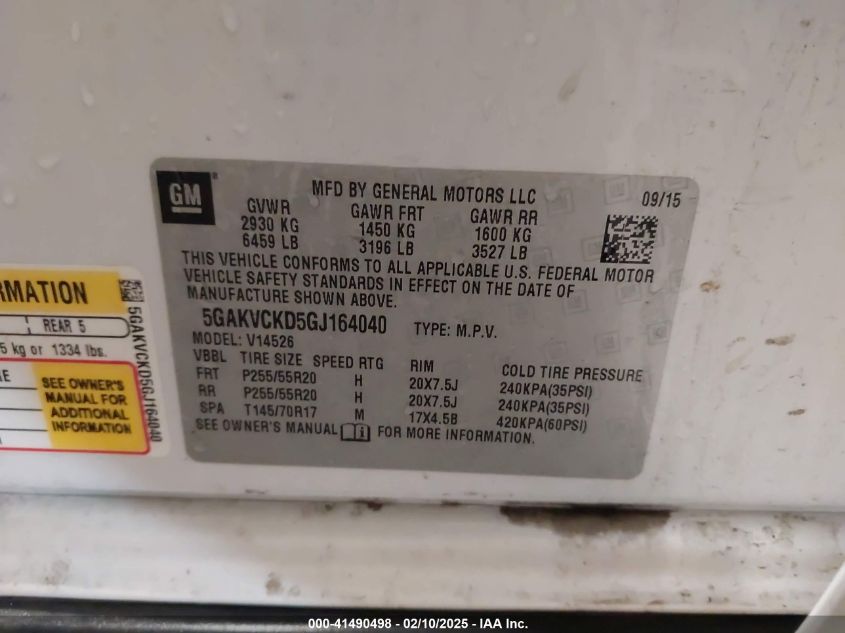 GM
®
MFD BY GENERAL MOTORS LLC
09/15
GVWR GAWR FRT GAWR RR
2930 KG 1450 KG 1600 KG
6459 LB 3196 LB 3527 LB
THIS VEHICLE CONFORMS TO ALL APPLICABLE U.S. FEDERAL MOTOR
VEHICLE SAFETY STANDARDS IN EFFECT ON THE DATE OF
MANUFACTURE SHOWN ABOVE.
5GAKVCKD5GJ164040 TYPE: M.P.V.
MODEL: V14526
VBBL TIRE SIZE SPEED RTG RIM COLD TIRE PRESSURE
FRT P255/55R20 H 20X7.5J 240KPA(35PSI)
RR P255/55R20 H 20X7.5J 240KPA(35PSI)
SPA T145/70R17 M 17X4.5B 420KPA(60PSI)
SEE OWNER'S MANUAL FOR MORE INFORMATION.
RMATION
REAR 5
5 kg or 1334 lbs.
SEE OWNER'S
MANUAL FOR
ADDITIONAL
INFORMATION
5GAKVCKD5GJ164040
000-41490498 - 02/10/2025 - IAA Inc.